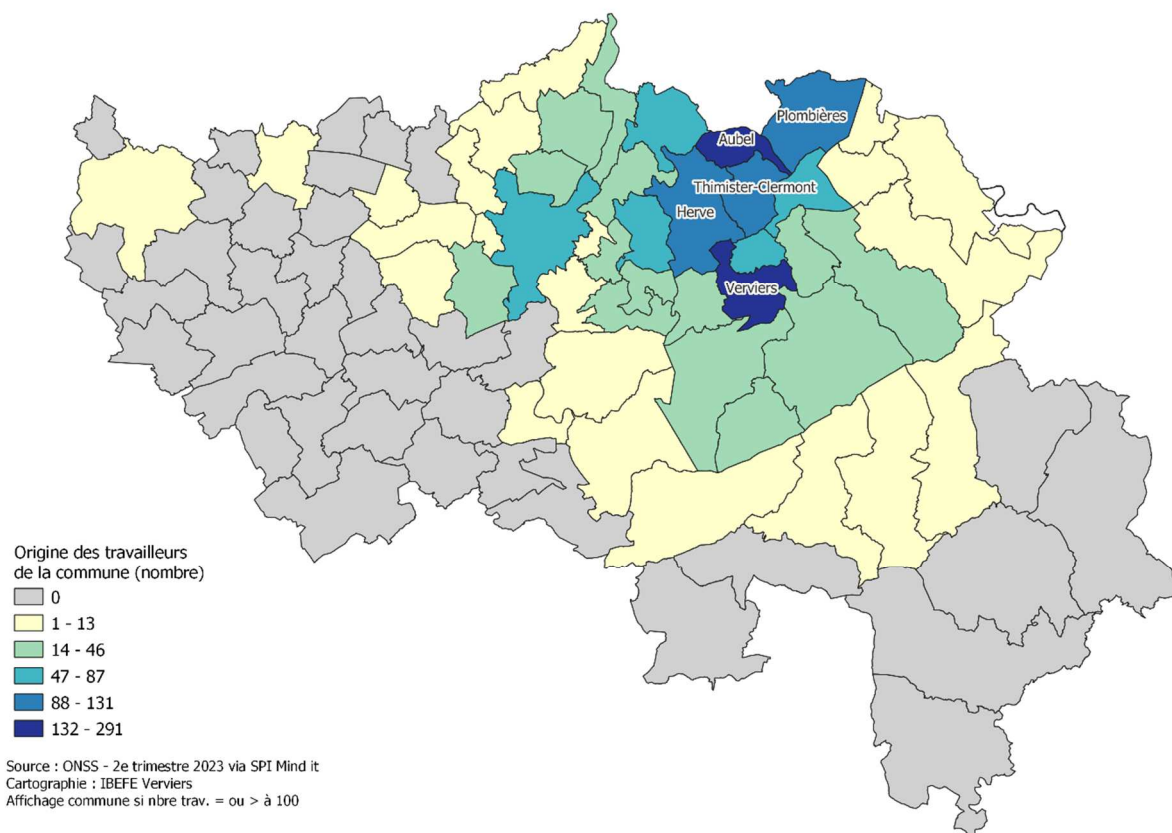 Plombières
Aubel
Thimister-Clermont
Herve
Verviers
Origine des travailleurs
de la commune (nombre)
0
1 - 13
14 - 46
47 - 87
88 - 131
132 - 291
Source : ONSS - 2e trimestre 2023 via SPI Mind it
Cartographie : IBEFE Verviers
Affichage commune si nbre trav. = ou > à 100